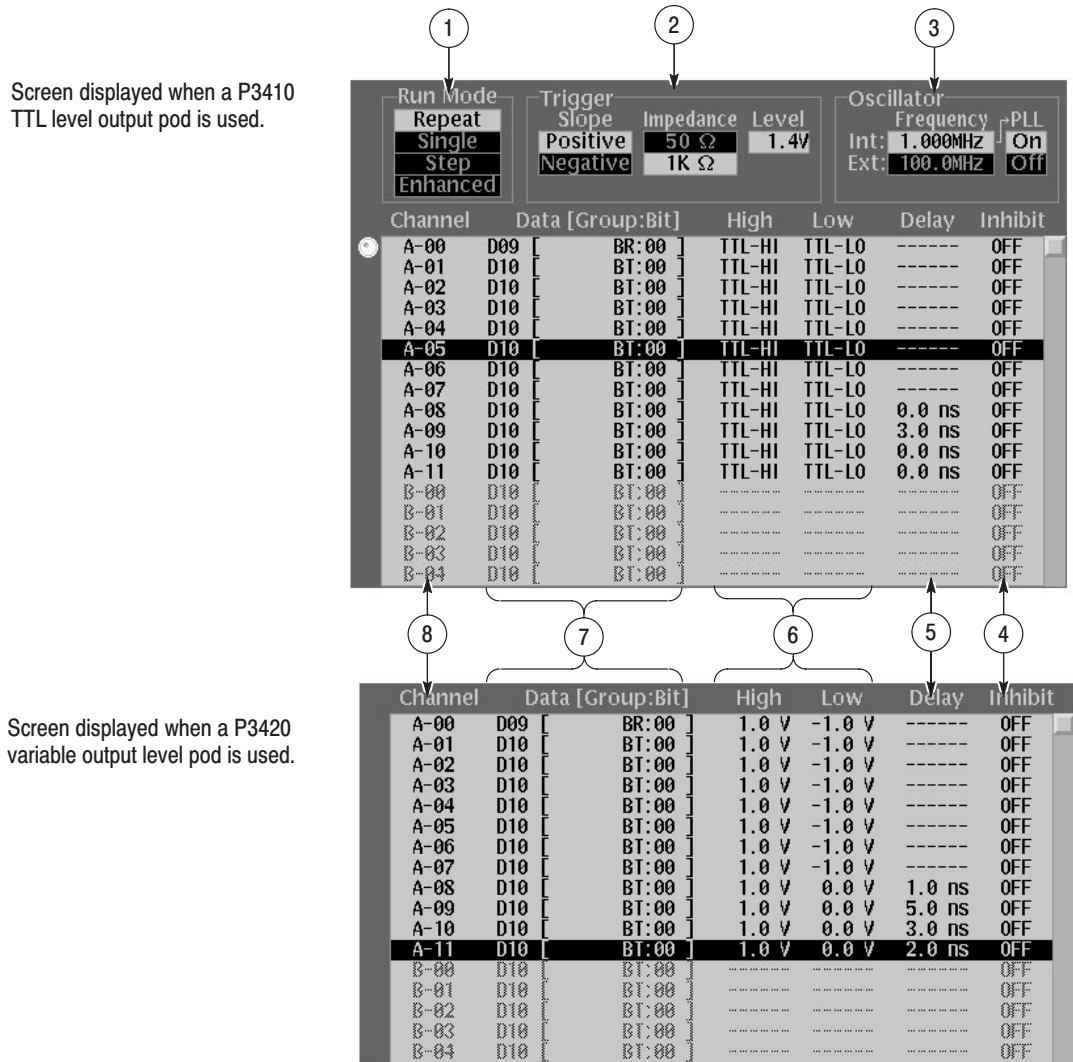 1 2 3
Screen displayed when a P3410
TTL level output pod is used.
Run Mode
Repeat
Single
Step
Enhanced
Trigger
Slope Impedance Level
Positive 50 Ω 1.4V
Negative 1K Ω
Oscillator
Frequency PLL
Int: 1.000MHz On
Ext: 100.0MHz Off
Channel Data [Group:Bit] High Low Delay Inhibit
A-00 D09 [ BR:00 ] TTL-HI TTL-LO ------ OFF
A-01 D10 [ BT:00 ] TTL-HI TTL-LO ------ OFF
A-02 D10 [ BT:00 ] TTL-HI TTL-LO ------ OFF
A-03 D10 [ BT:00 ] TTL-HI TTL-LO ------ OFF
A-04 D10 [ BT:00 ] TTL-HI TTL-LO ------ OFF
A-05 D10 [ BT:00 ] TTL-HI TTL-LO ------ OFF
A-06 D10 [ BT:00 ] TTL-HI TTL-LO ------ OFF
A-07 D10 [ BT:00 ] TTL-HI TTL-LO ------ OFF
A-08 D10 [ BT:00 ] TTL-HI TTL-LO 0.0 ns OFF
A-09 D10 [ BT:00 ] TTL-HI TTL-LO 3.0 ns OFF
A-10 D10 [ BT:00 ] TTL-HI TTL-LO 0.0 ns OFF
A-11 D10 [ BT:00 ] TTL-HI TTL-LO 0.0 ns OFF
B-00 D10 [ BT:00 ] ------ ------ ------ OFF
B-01 D10 [ BT:00 ] ------ ------ ------ OFF
B-02 D10 [ BT:00 ] ------ ------ ------ OFF
B-03 D10 [ BT:00 ] ------ ------ ------ OFF
B-04 D10 [ BT:00 ] ------ ------ ------ OFF
8 7 6 5 4
Screen displayed when a P3420
variable output level pod is used.
Channel Data [Group:Bit] High Low Delay Inhibit
A-00 D09 [ BR:00 ] 1.0 V -1.0 V ------ OFF
A-01 D10 [ BT:00 ] 1.0 V -1.0 V ------ OFF
A-02 D10 [ BT:00 ] 1.0 V -1.0 V ------ OFF
A-03 D10 [ BT:00 ] 1.0 V -1.0 V ------ OFF
A-04 D10 [ BT:00 ] 1.0 V -1.0 V ------ OFF
A-05 D10 [ BT:00 ] 1.0 V -1.0 V ------ OFF
A-06 D10 [ BT:00 ] 1.0 V -1.0 V ------ OFF
A-07 D10 [ BT:00 ] 1.0 V -1.0 V ------ OFF
A-08 D10 [ BT:00 ] 1.0 V 0.0 V 1.0 ns OFF
A-09 D10 [ BT:00 ] 1.0 V 0.0 V 5.0 ns OFF
A-10 D10 [ BT:00 ] 1.0 V 0.0 V 3.0 ns OFF
A-11 D10 [ BT:00 ] 1.0 V 0.0 V 2.0 ns OFF
B-00 D10 [ BT:00 ] ------ ------ ------ OFF
B-01 D10 [ BT:00 ] ------ ------ ------ OFF
B-02 D10 [ BT:00 ] ------ ------ ------ OFF
B-03 D10 [ BT:00 ] ------ ------ ------ OFF
B-04 D10 [ BT:00 ] ------ ------ ------ OFF